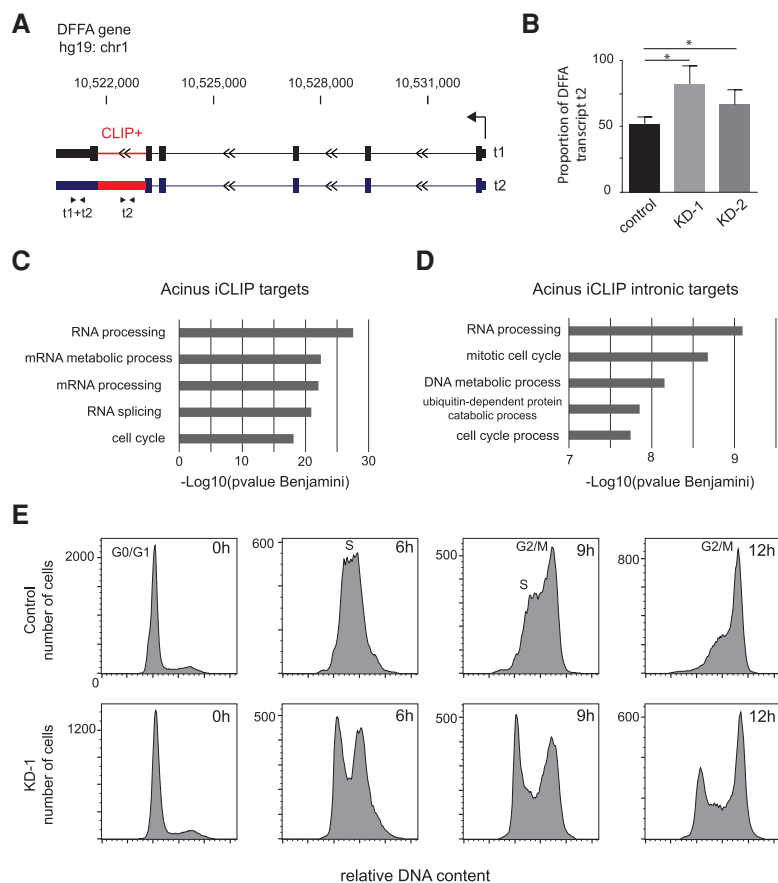 A
DFFA gene
hg19: chr1
10,522,000 10,525,000 10,528,000 10,531,000
CLIP+
t1
t2
t1+t2 t2
B
Proportion of DFFA
transcript t2
100
50
0
*
*
control KD-1 KD-2
C
Acinus iCLIP targets
RNA processing
mRNA metabolic process
mRNA processing
RNA splicing
cell cycle
0 10 20 30
-Log10(pvalue Benjamini)
D
Acinus iCLIP intronic targets
RNA processing
mitotic cell cycle
DNA metabolic process
ubiquitin-dependent protein
catabolic process
cell cycle process
7 8 9
-Log10(pvalue Benjamini)
E
Control
number of cells
2000
0
G0/G1
0h
600
S
6h
500
S
G2/M
9h
800
G2/M
12h
KD-1
number of cells
1200
0h
500
6h
500
9h
600
12h
relative DNA content